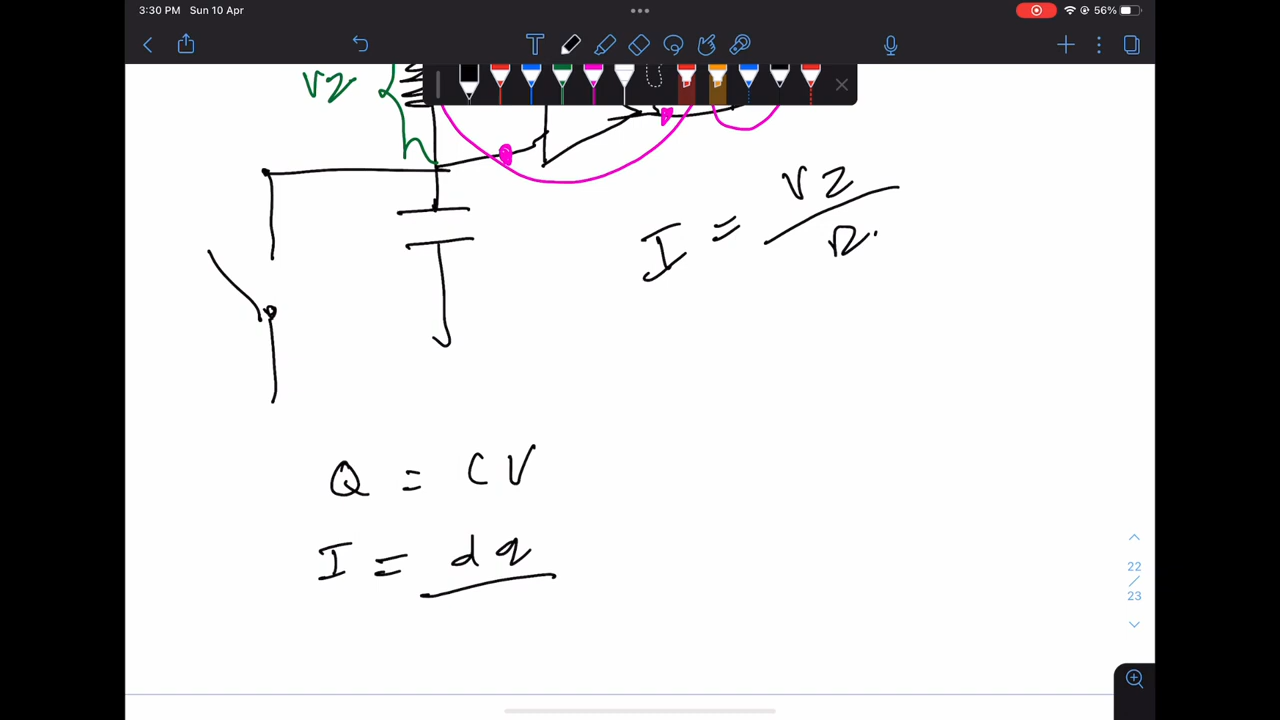 3:30 PM Sun 10 Apr
56%
T
VZ
I = VZ / R
Q = CV
I = dq
22
/
23